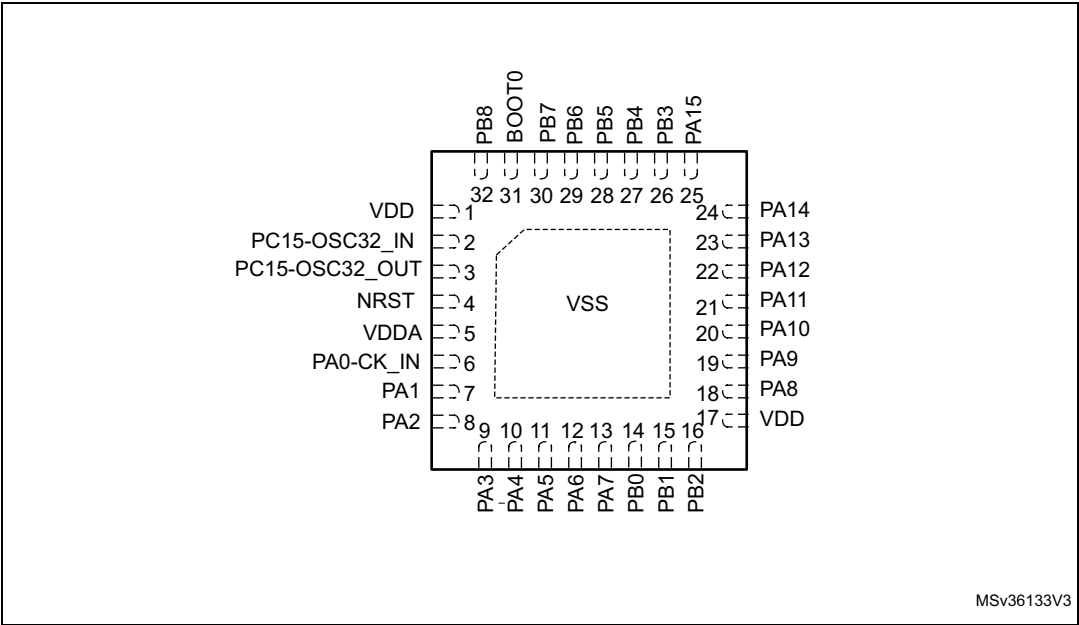 PB8
BOOT0
PB7
PB6
PB5
PB4
PB3
PA15
32 31 30 29 28 27 26 25
VDD 1
PC15-OSC32_IN 2
PC15-OSC32_OUT 3
NRST 4
VDDA 5
PA0-CK_IN 6
PA1 7
PA2 8
VSS
24 PA14
23 PA13
22 PA12
21 PA11
20 PA10
19 PA9
18 PA8
17 VDD
9 10 11 12 13 14 15 16
PA3
PA4
PA5
PA6
PA7
PB0
PB1
PB2
MSv36133V3